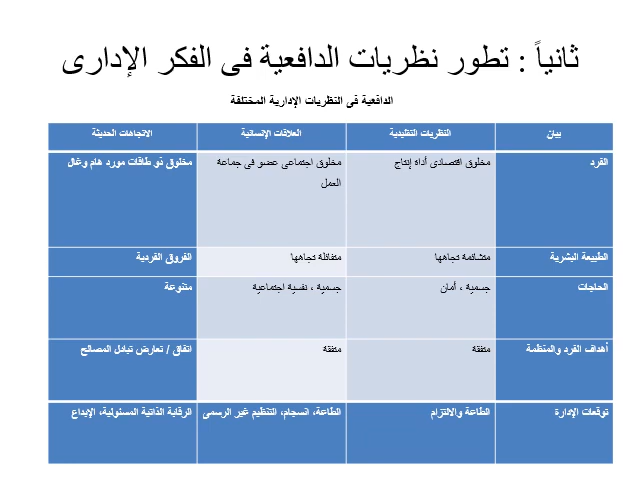 ثانياً : تطور نظريات الدافعية فى الفكر الإدارى
الدافعية فى النظريات الإدارية المختلفة
بيان النظريات التقليدية العلاقات الإنسانية الاتجاهات الحديثة
الفرد مخلوق اقتصادى أداة إنتاج مخلوق اجتماعى عضو فى جماعة مخلوق ذو طاقات مورد هام وغال
العمل
الطبيعة البشرية متشائمة تجاهها متفائلة تجاهها الفروق الفردية
الحاجات جسمية ، أمان جسمية ، نفسية اجتماعية متنوعة
أهداف الفرد والمنظمة متفقة متفقة اتفاق / تعارض تبادل المصالح
توقعات الإدارة الطاعة والالتزام الطاعة، انسجام، التنظيم غير الرسمى الرقابة الذاتية المسئولية، الإبداع